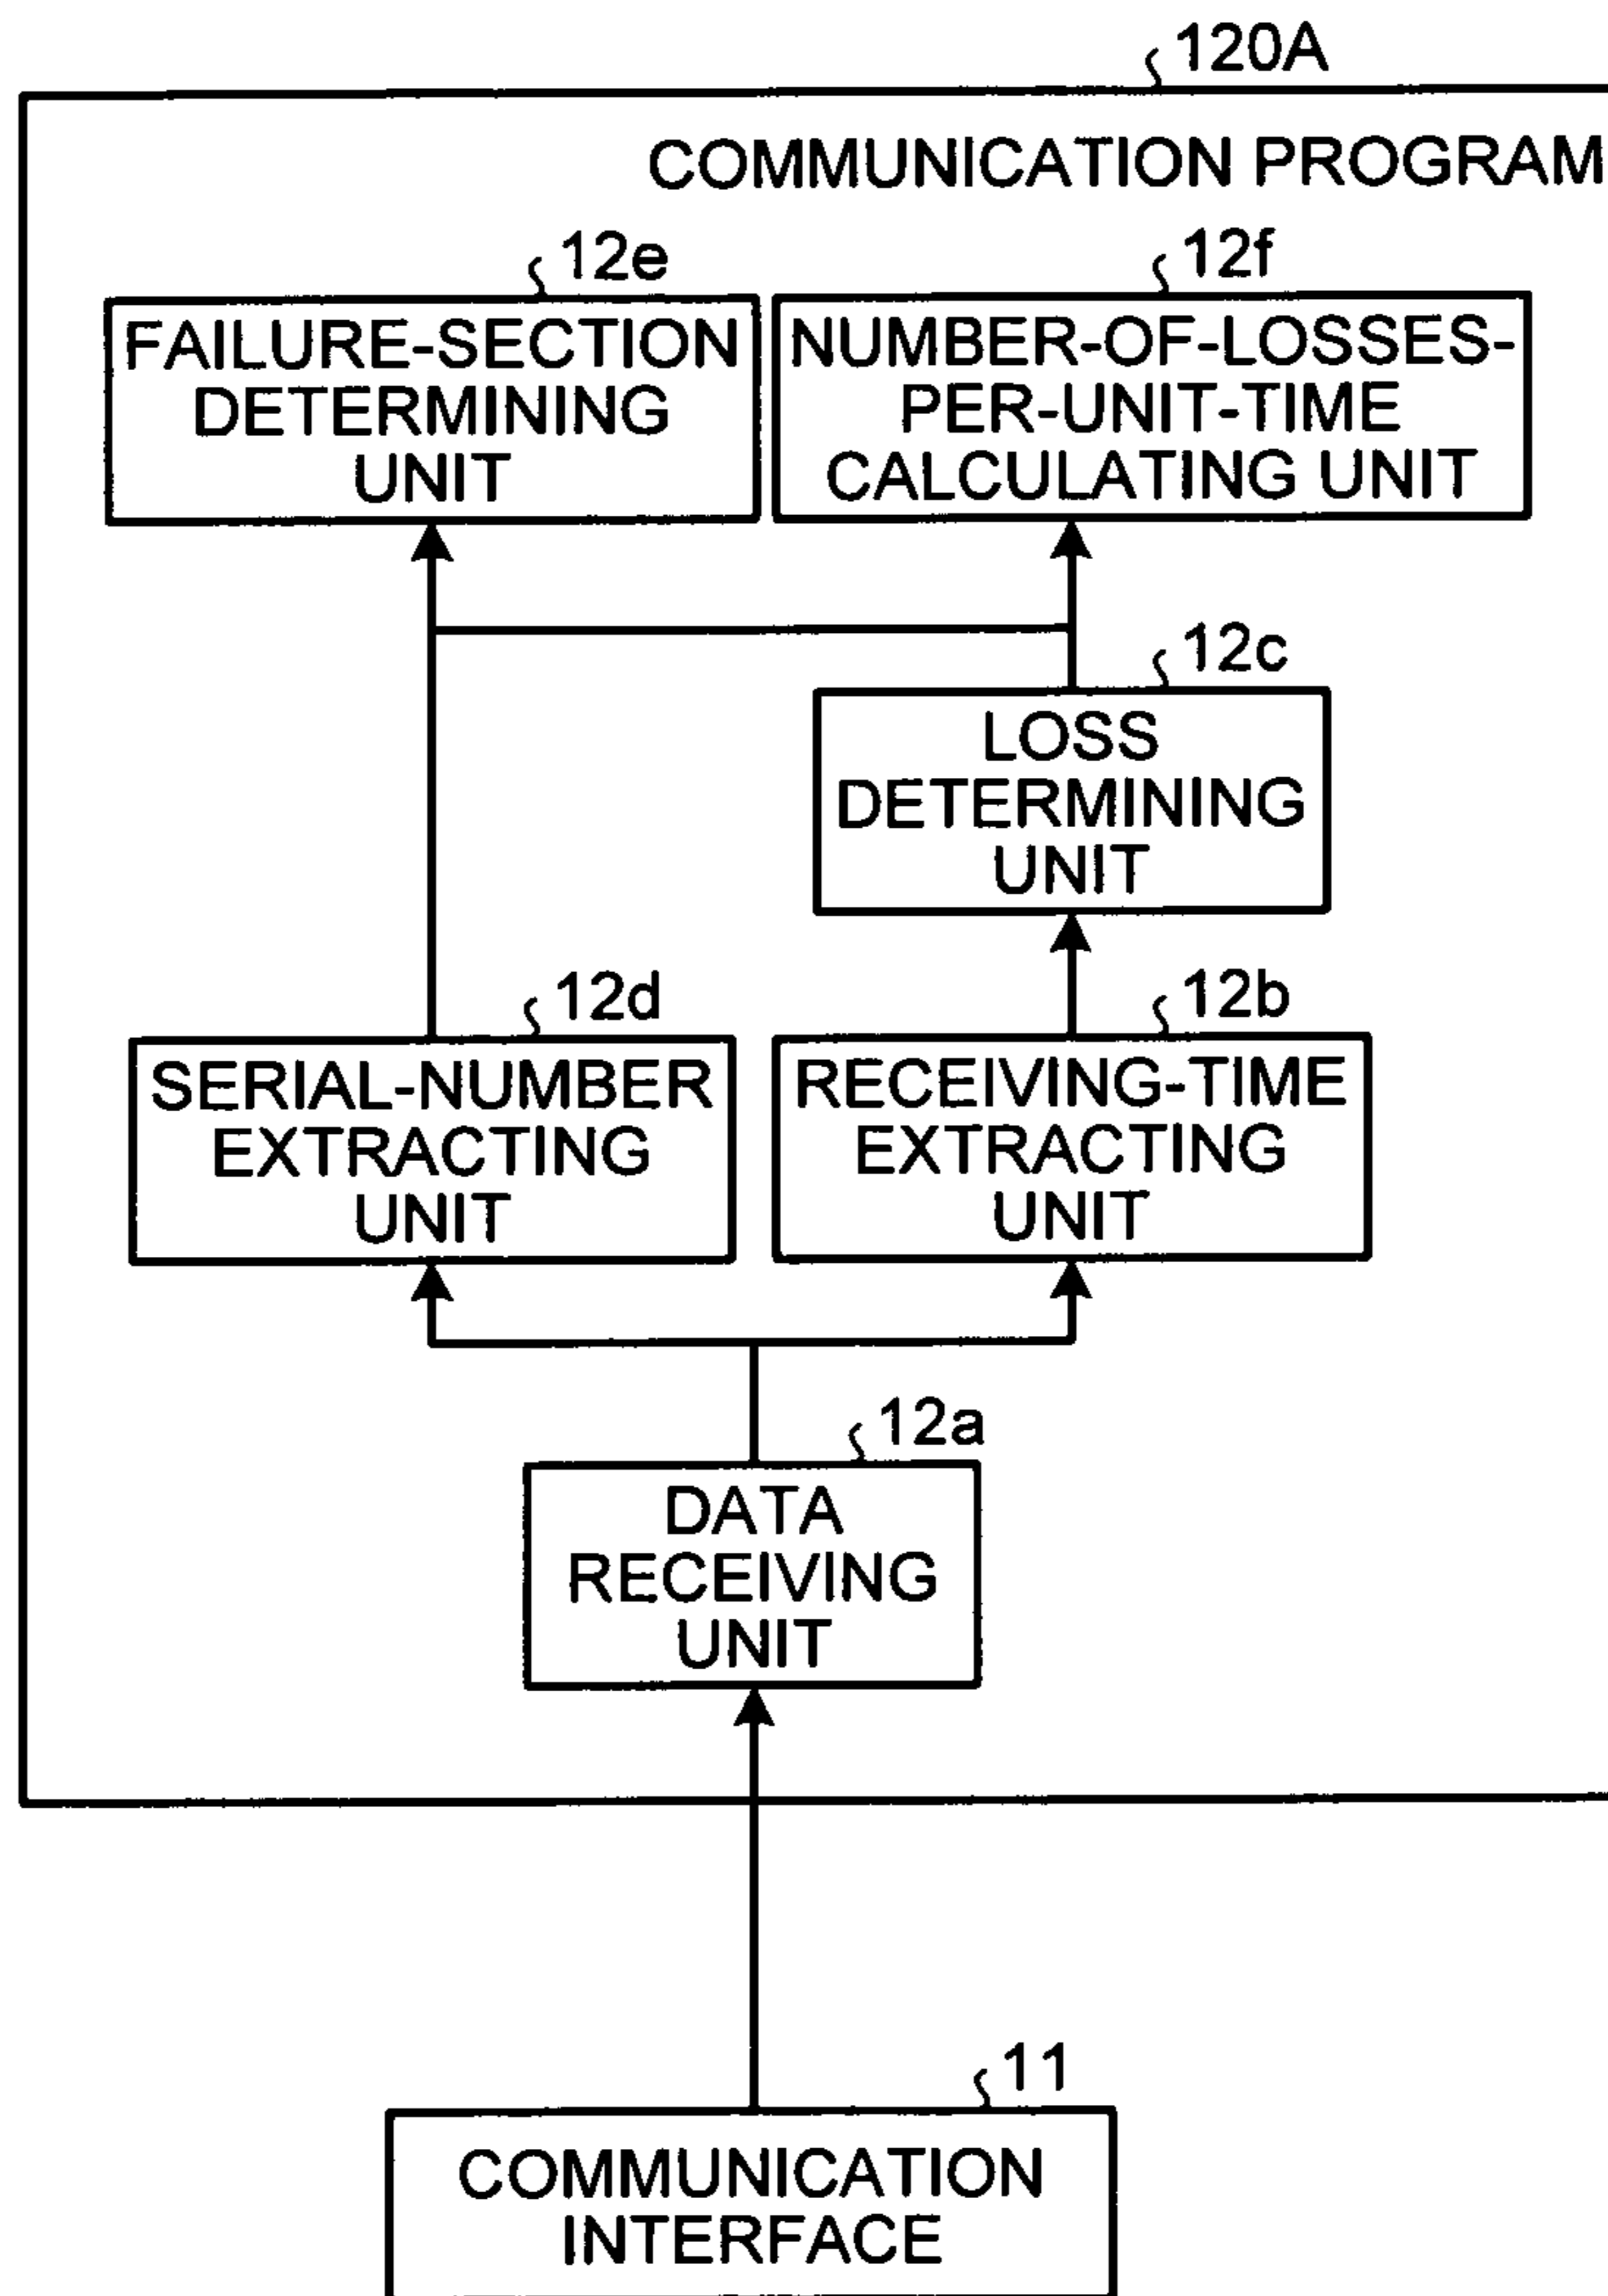 120A
COMMUNICATION PROGRAM
12e
FAILURE-SECTION
DETERMINING
UNIT
12f
NUMBER-OF-LOSSES-
PER-UNIT-TIME
CALCULATING UNIT
12c
LOSS
DETERMINING
UNIT
12d
SERIAL-NUMBER
EXTRACTING
UNIT
12b
RECEIVING-TIME
EXTRACTING
UNIT
12a
DATA
RECEIVING
UNIT
11
COMMUNICATION
INTERFACE